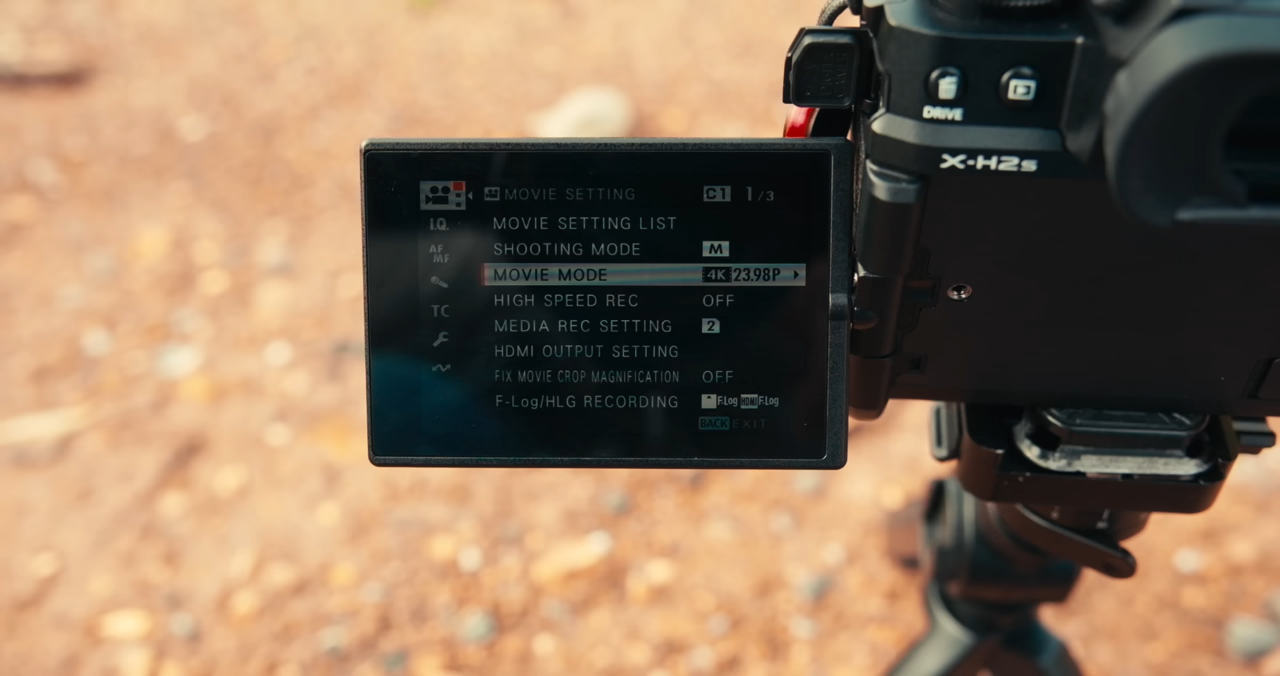 DRIVE
X-H2s
MOVIE SETTING C1 1/3
I.Q. MOVIE SETTING LIST
AF MF SHOOTING MODE M
MOVIE MODE 4K 23.98P
TC HIGH SPEED REC OFF
MEDIA REC SETTING 2
HDMI OUTPUT SETTING
FIX MOVIE CROP MAGNIFICATION OFF
F-Log/HLG RECORDING F.Log HDMI F.Log
BACK EXIT